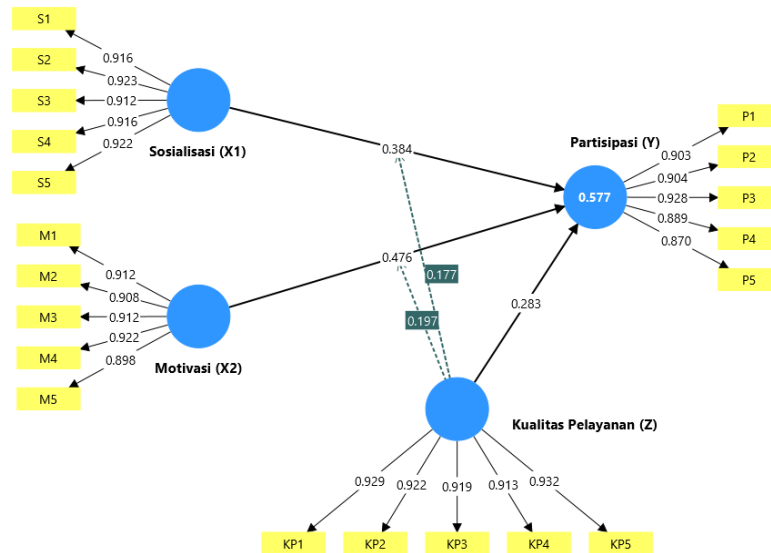 S1
S2
S3
S4
S5
0.916
0.923
0.912
0.916
0.922
Sosialisasi (X1)
M1
M2
M3
M4
M5
0.912
0.908
0.912
0.922
0.898
Motivasi (X2)
0.384
0.476
0.177
0.197
0.283
Partisipasi (Y)
0.577
0.903
0.904
0.928
0.889
0.870
P1
P2
P3
P4
P5
Kualitas Pelayanan (Z)
0.929
0.922
0.919
0.913
0.932
KP1
KP2
KP3
KP4
KP5